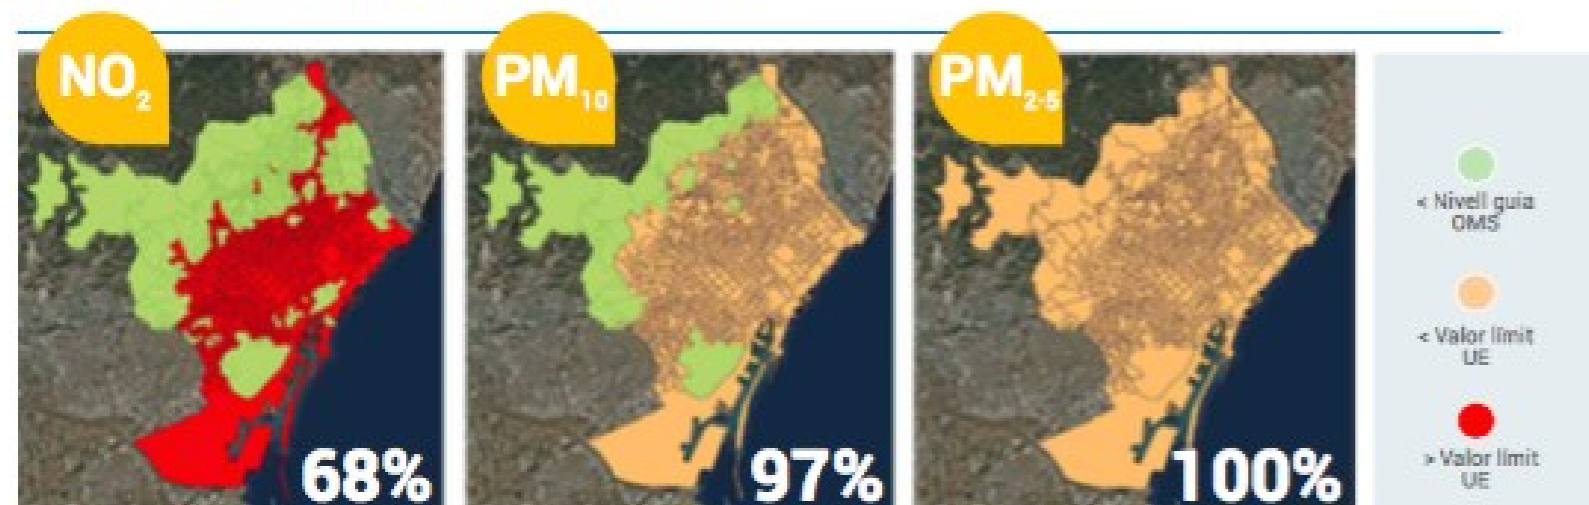 NO₂
PM₁₀
PM₂₋₅
68%
97%
100%
< Nivell guia
OMS
< Valor límit
UE
> Valor límit
UE